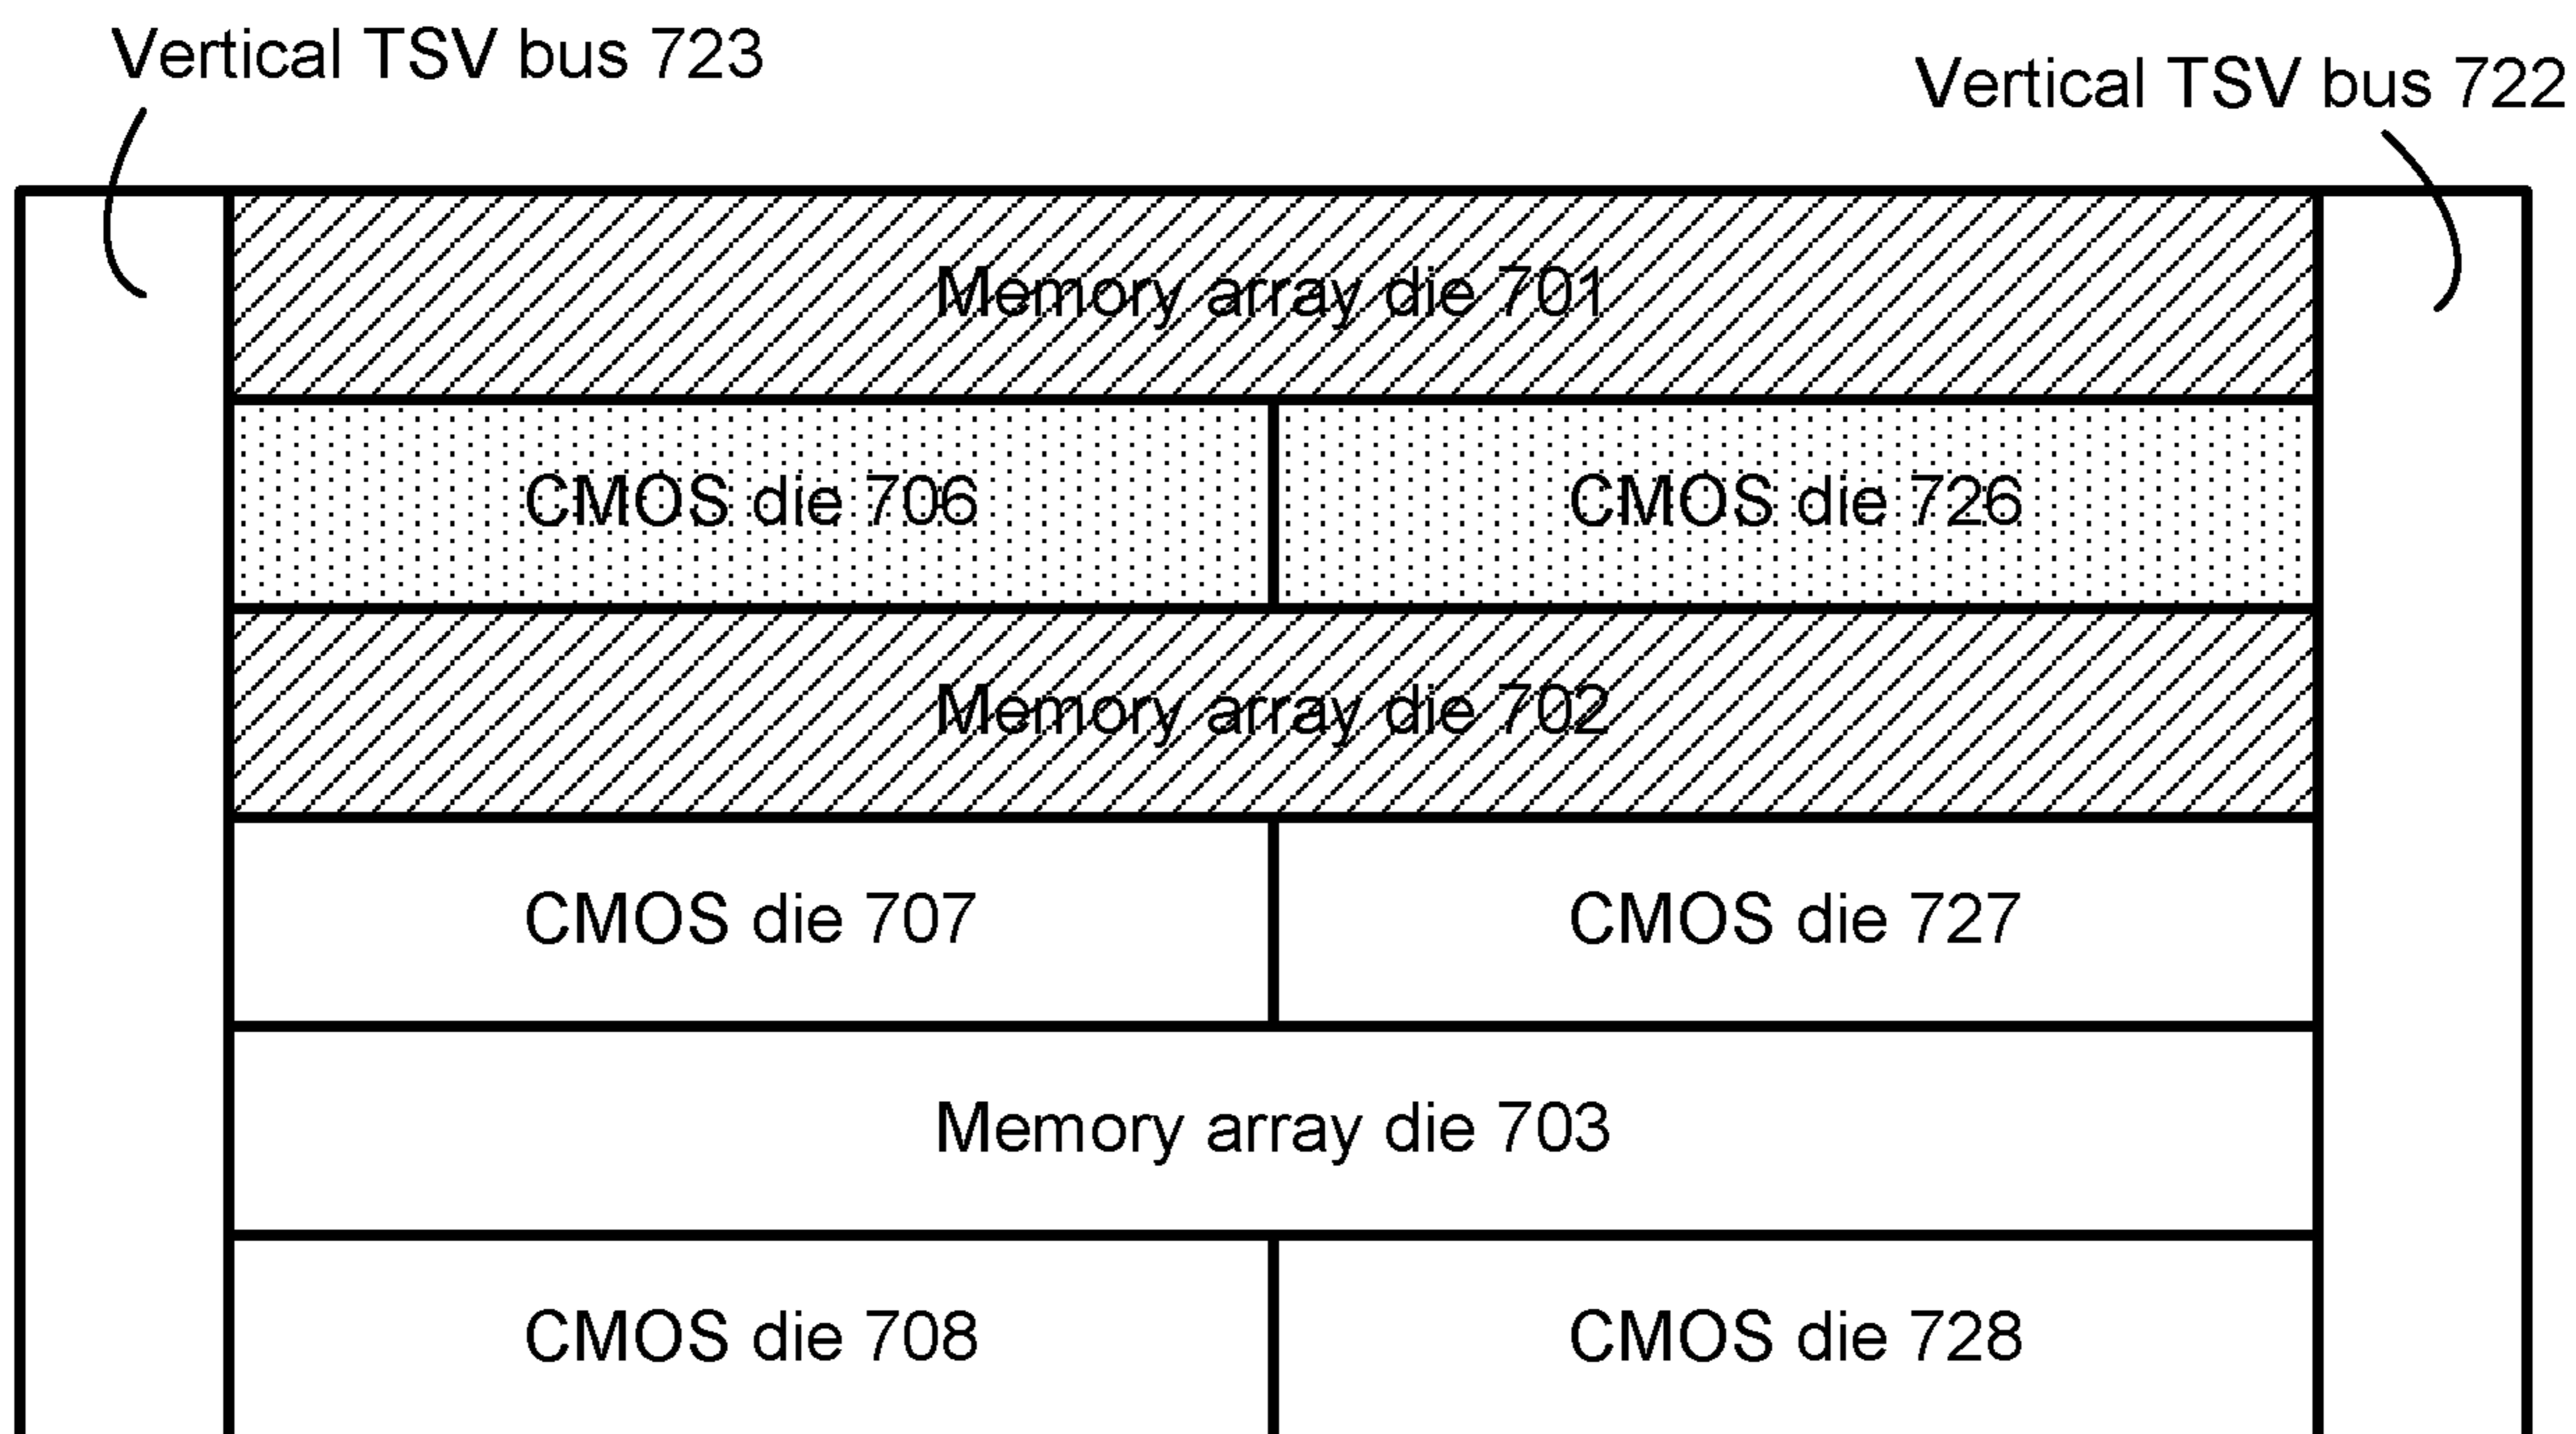 Vertical TSV bus 723
Vertical TSV bus 722
Memory array die 701
CMOS die 706
CMOS die 726
Memory array die 702
CMOS die 707
CMOS die 727
Memory array die 703
CMOS die 708
CMOS die 728